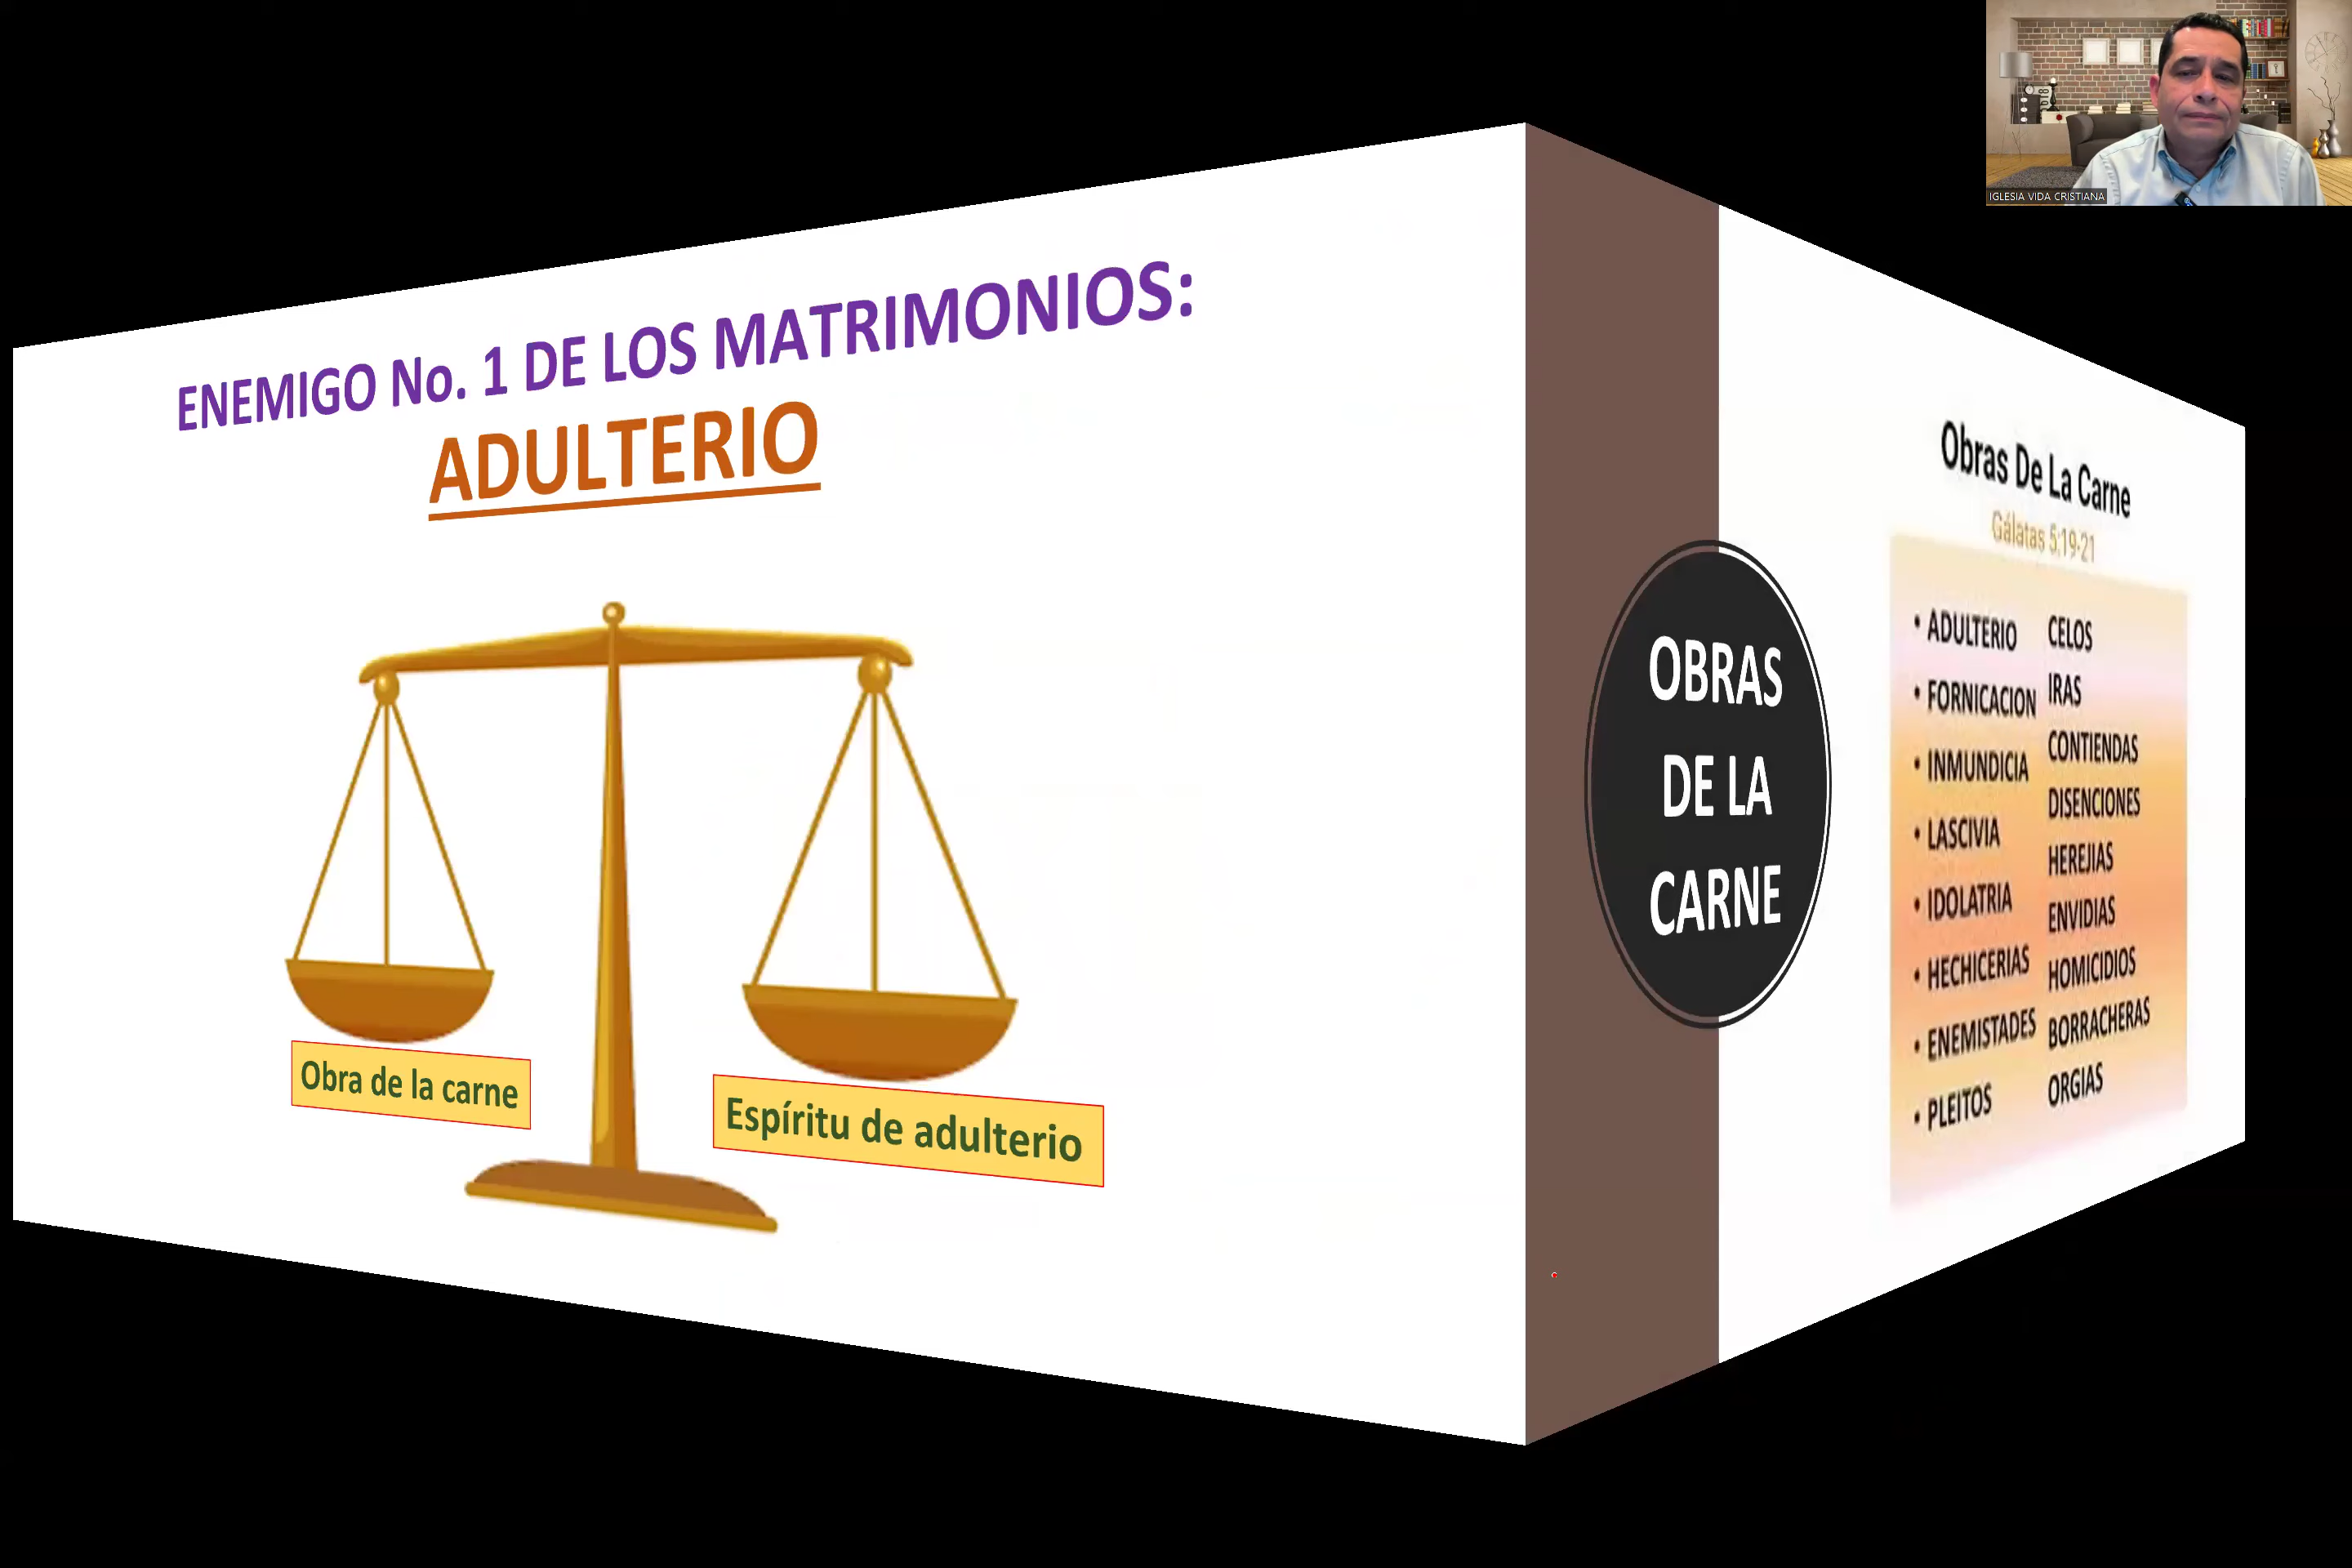 IGLESIA VIDA CRISTIANA
ENEMIGO No. 1 DE LOS MATRIMONIOS:
ADULTERIO
Obra de la carne
Espíritu de adulterio
OBRAS
DE LA
CARNE
Obras De La Carne
Gálatas 5:19-21
• ADULTERIO
• FORNICACION
• INMUNDICIA
• LASCIVIA
• IDOLATRIA
• HECHICERIAS
• ENEMISTADES
• PLEITOS
CELOS
IRAS
CONTIENDAS
DISENCIONES
HEREJIAS
ENVIDIAS
HOMICIDIOS
BORRACHERAS
ORGIAS